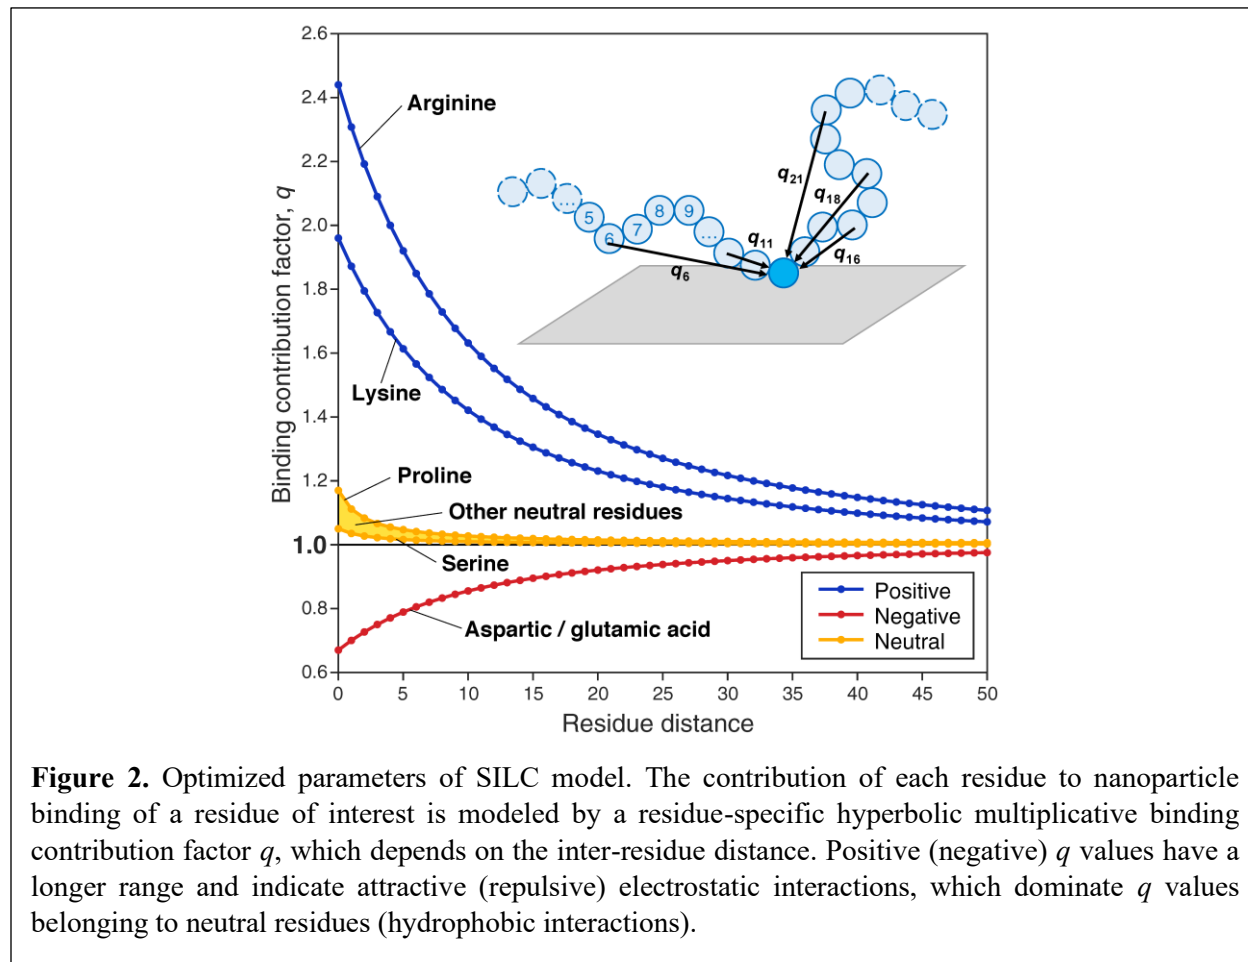 2.6
2.4
2.2
2.0
1.8
1.6
1.4
1.2
1.0
0.8
0.6
Binding contribution factor, q
Arginine
Lysine
Proline
Other neutral residues
Serine
Aspartic / glutamic acid
...
5
6
7
8
9
...
q6
q11
q16
q18
q21
Positive
Negative
Neutral
0 5 10 15 20 25 30 35 40 45 50
Residue distance
Figure 2. Optimized parameters of SILC model. The contribution of each residue to nanoparticle
binding of a residue of interest is modeled by a residue-specific hyperbolic multiplicative binding
contribution factor q, which depends on the inter-residue distance. Positive (negative) q values have a
longer range and indicate attractive (repulsive) electrostatic interactions, which dominate q values
belonging to neutral residues (hydrophobic interactions).